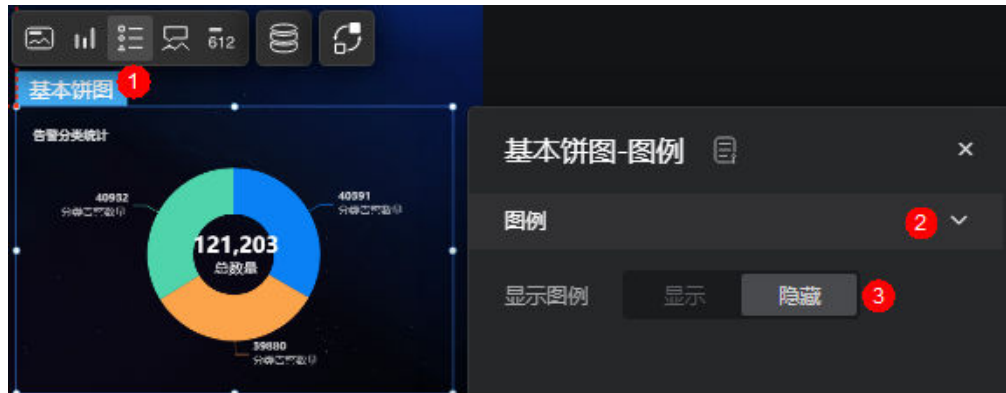 612
1
基本饼图
告警分类统计
40591
121,203
总数量
39880
基本饼图-图例
图例
2
显示图例
显示
隐藏
3